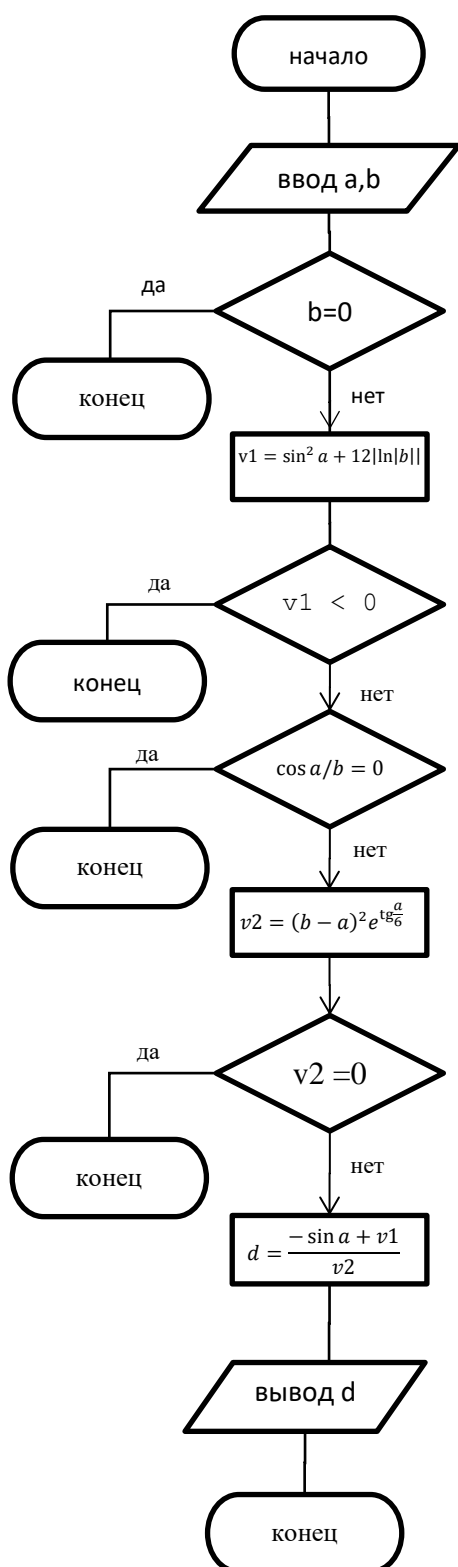 начало
ввод a,b
да
b=0
конец
нет
v1 = sin² a + 12|ln|b||
да
v1 < 0
конец
нет
да
cos a/b = 0
конец
нет
v2 = (b − a)² e^(tg a/6)
да
v2 =0
конец
нет
d = (− sin a + v1)/v2
вывод d
конец